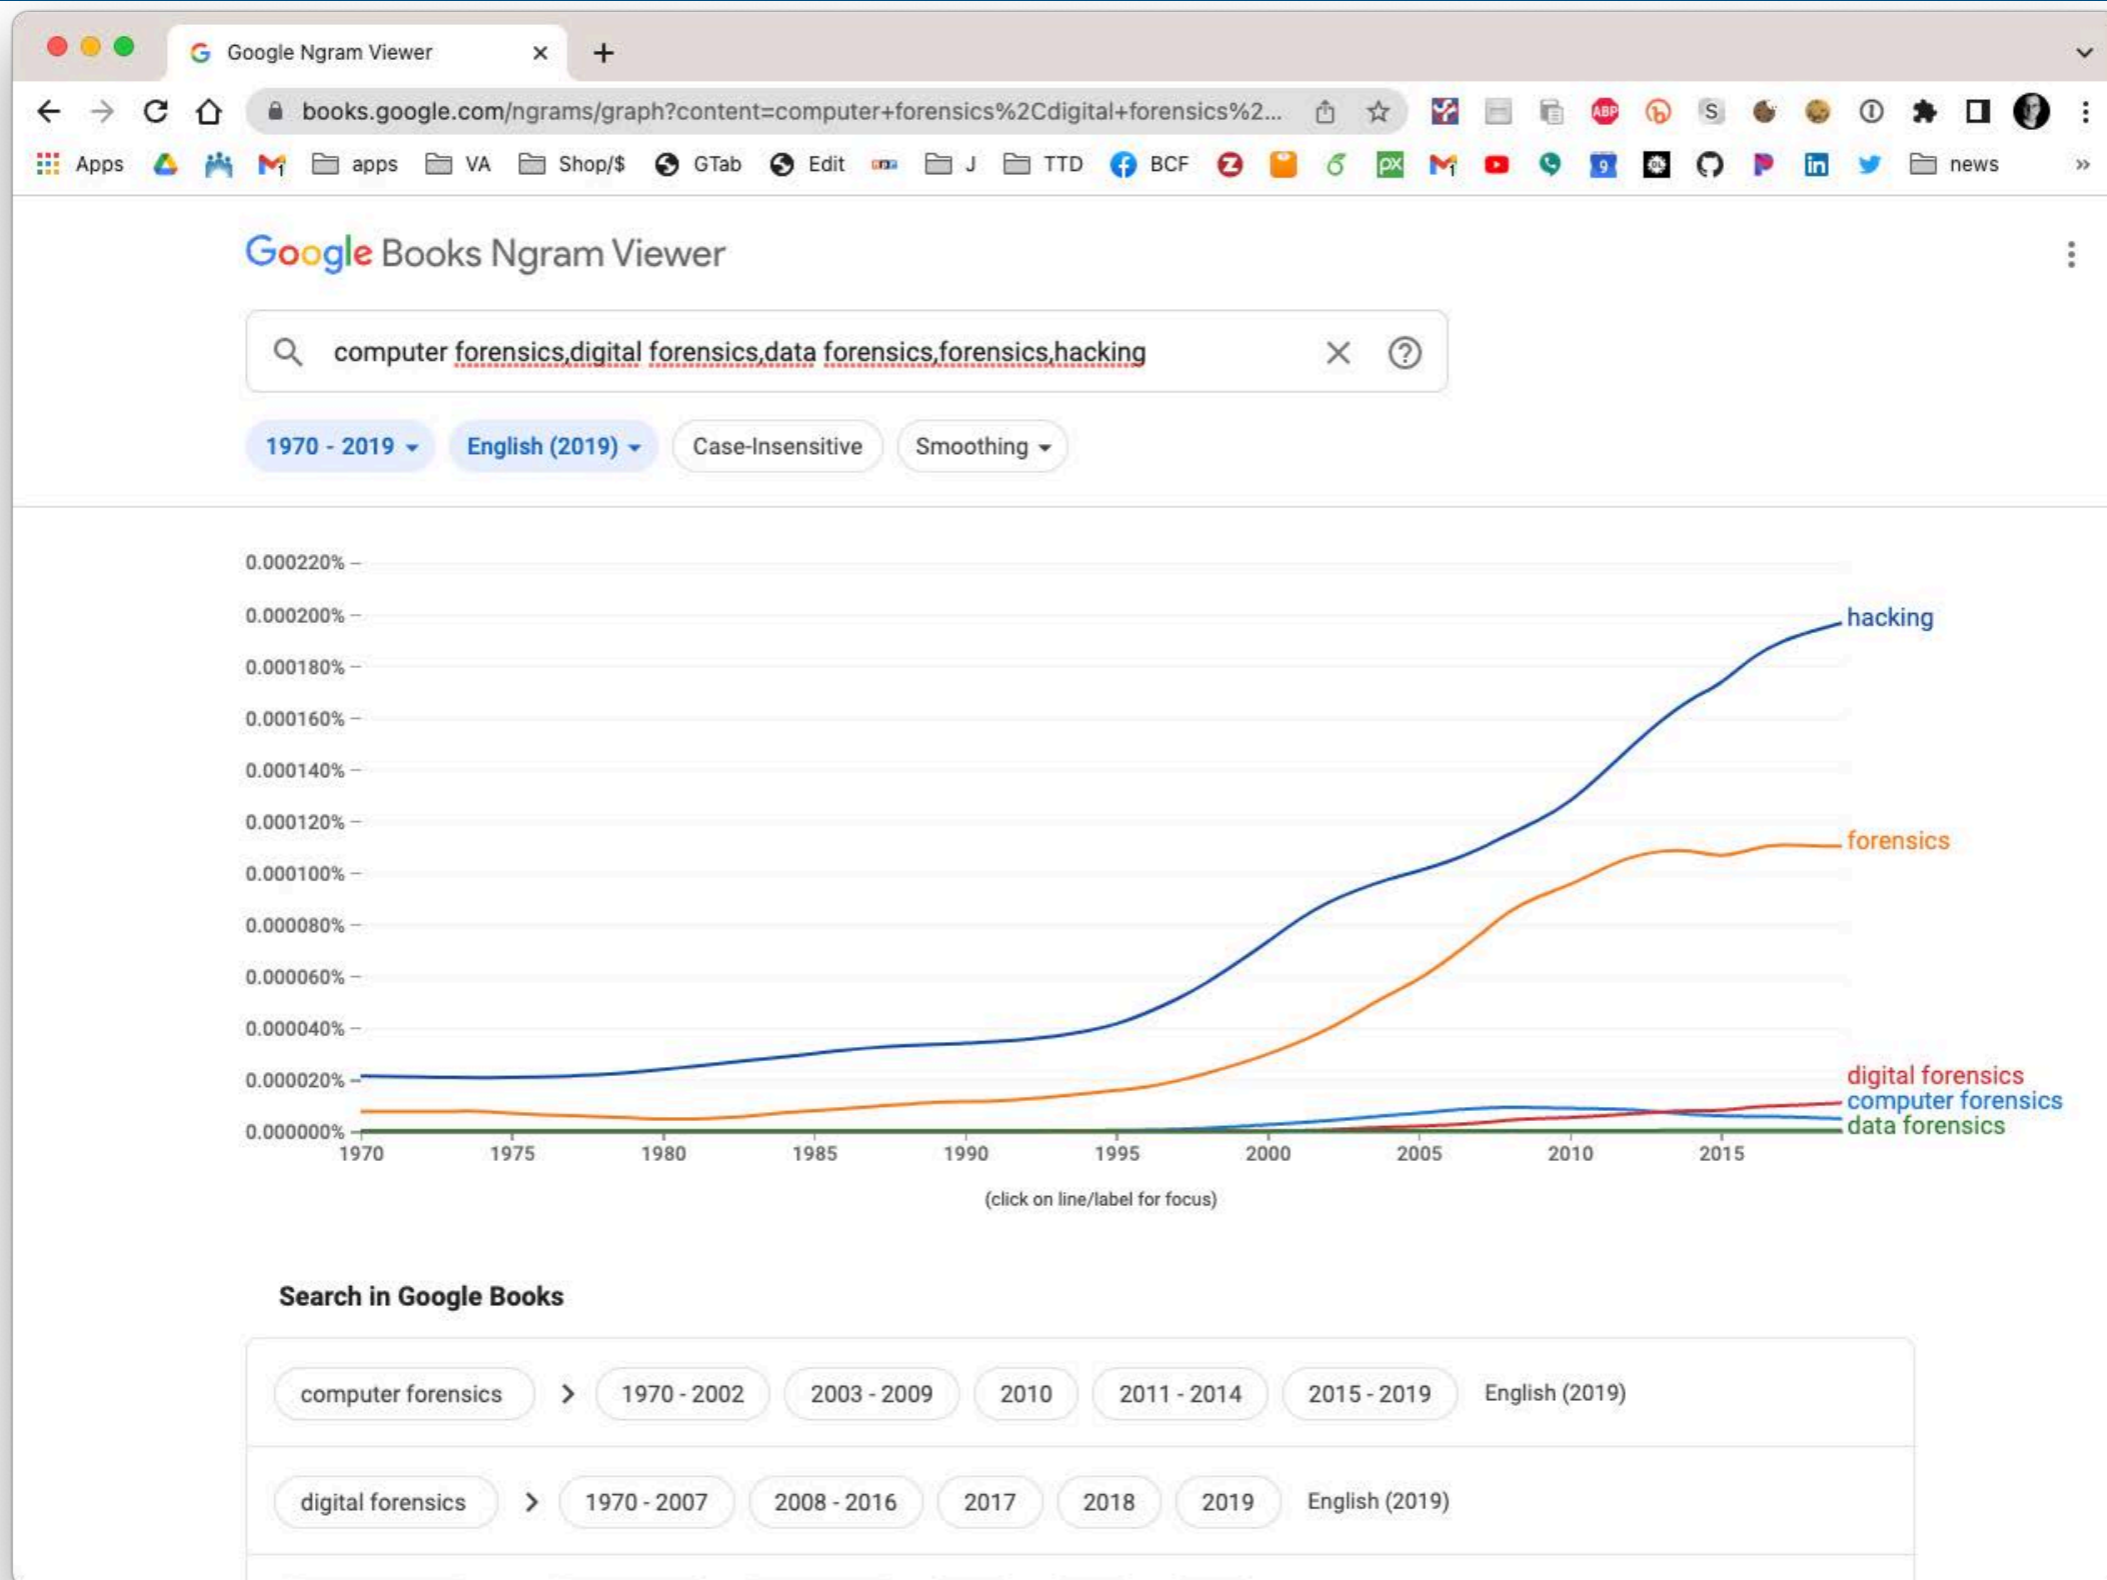 Google Ngram Viewer
books.google.com/ngrams/graph?content=computer+forensics%2Cdigital+forensics%2...
ABP S
Apps apps VA Shop/$ GTab Edit J TTD BCF Z 6 px 9 in news »
Google Books Ngram Viewer
computer forensics,digital forensics,data forensics,forensics,hacking
1970 - 2019 English (2019) Case-Insensitive Smoothing
0.000220%
0.000200%
hacking
0.000180%
0.000160%
0.000140%
0.000120%
forensics
0.000100%
0.000080%
0.000060%
0.000040%
0.000020%
digital forensics
computer forensics
data forensics
0.000000%
1970 1975 1980 1985 1990 1995 2000 2005 2010 2015
(click on line/label for focus)
Search in Google Books
computer forensics 1970 - 2002 2003 - 2009 2010 2011 - 2014 2015 - 2019 English (2019)
digital forensics 1970 - 2007 2008 - 2016 2017 2018 2019 English (2019)